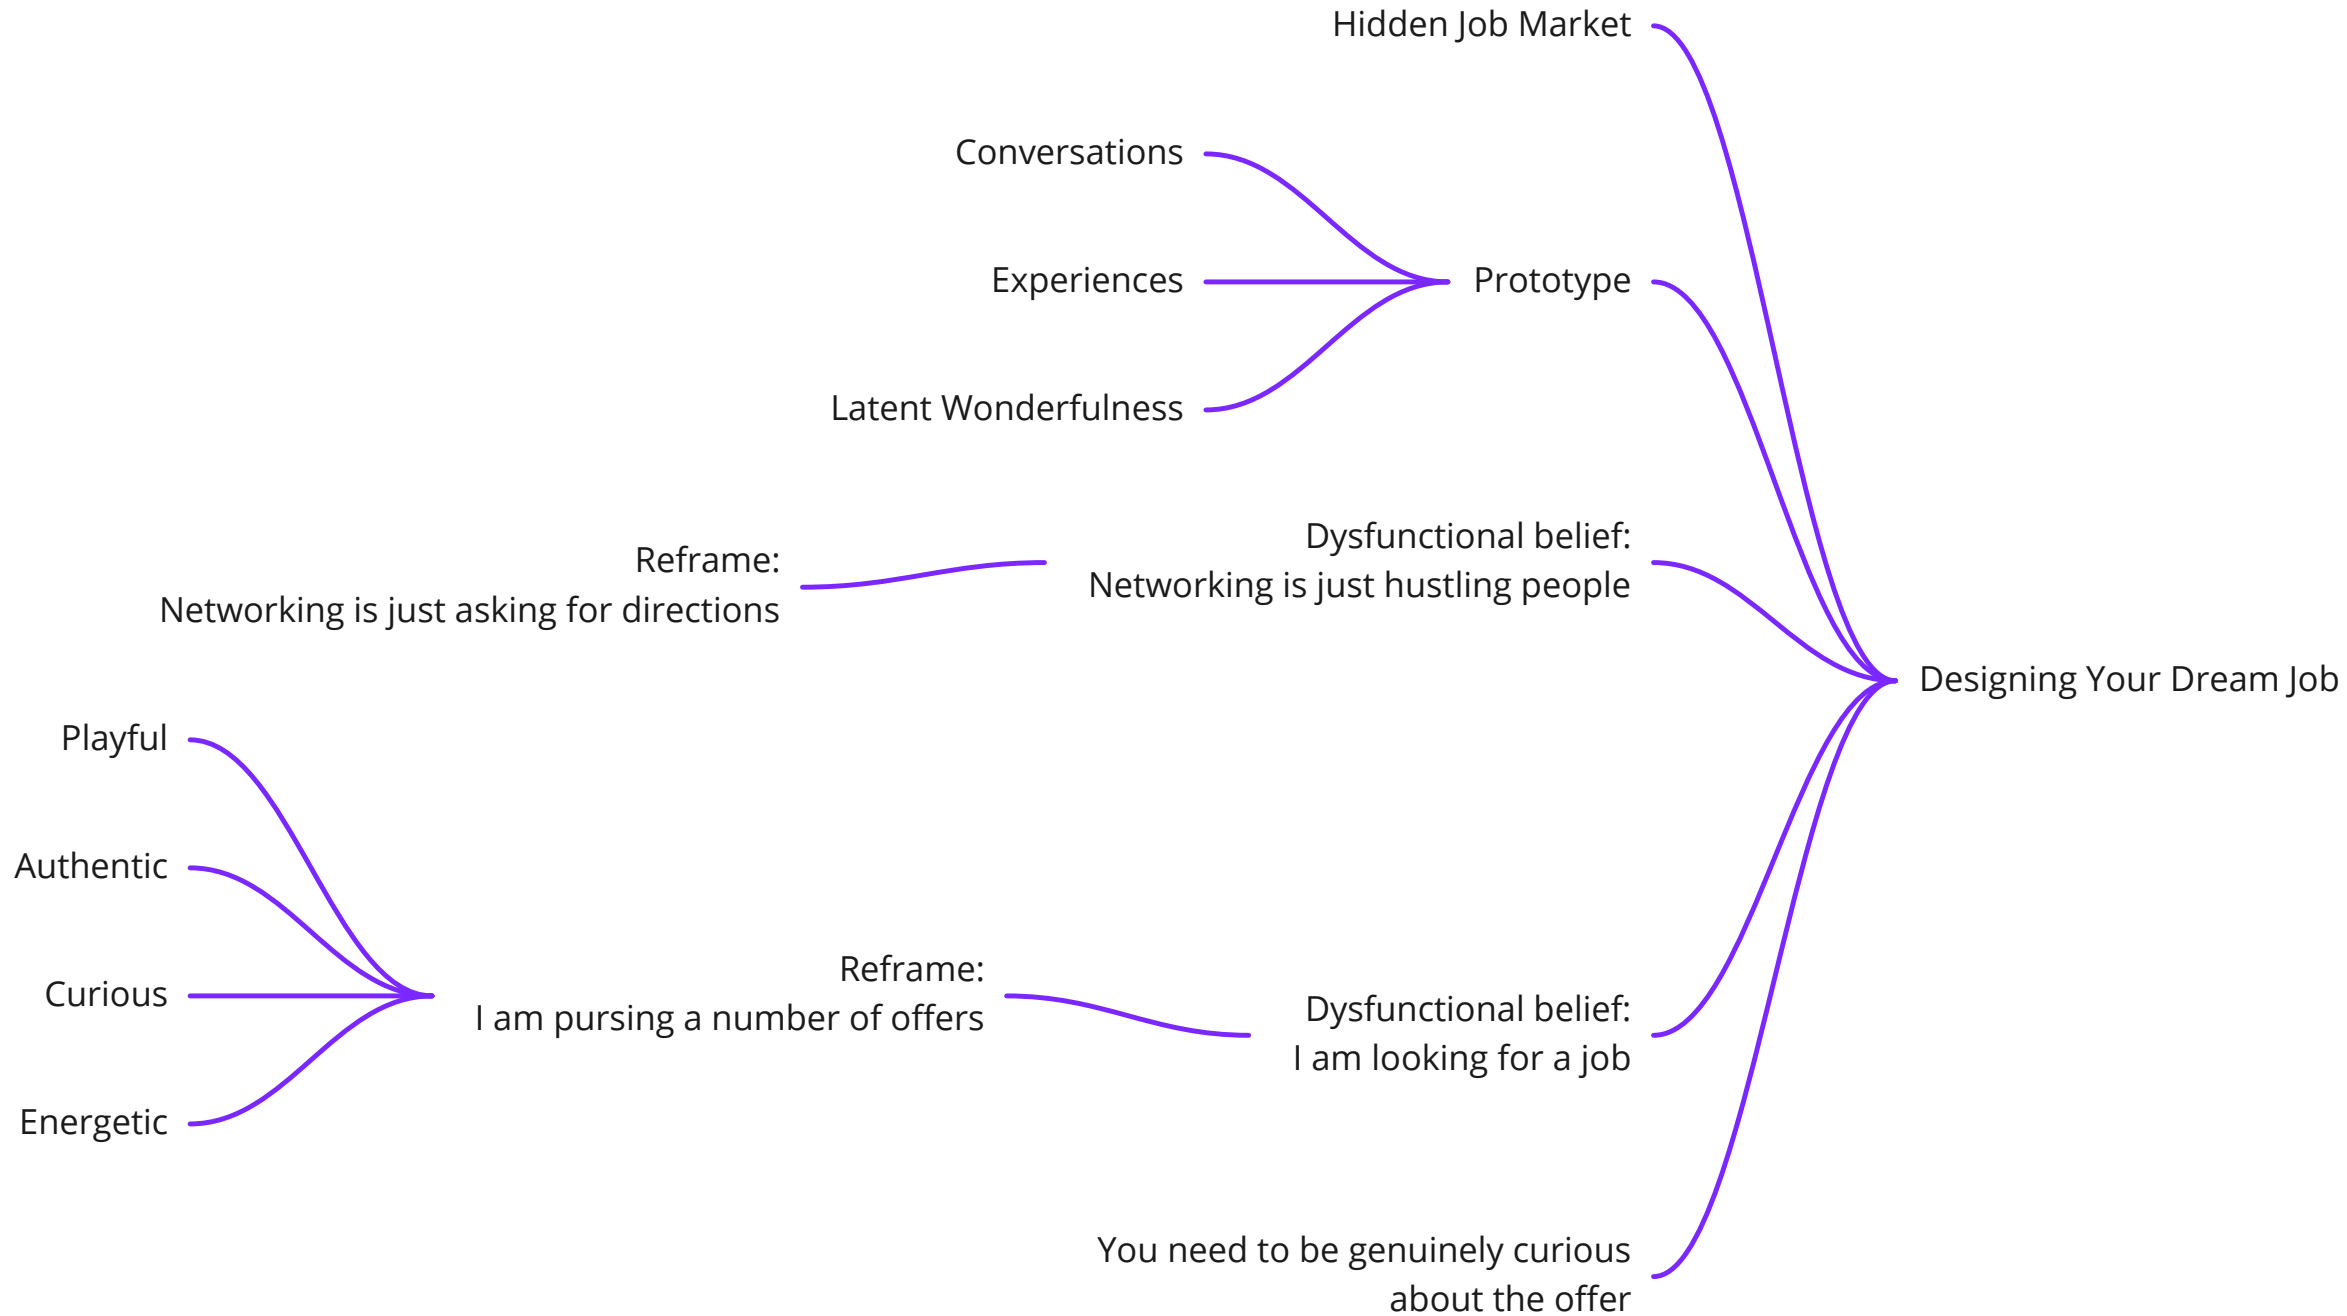 Hidden Job Market
Conversations
Experiences
Prototype
Latent Wonderfulness
Dysfunctional belief:
Networking is just hustling people
Reframe:
Networking is just asking for directions
Designing Your Dream Job
Playful
Authentic
Curious
Energetic
Reframe:
I am pursing a number of offers
Dysfunctional belief:
I am looking for a job
You need to be genuinely curious
about the offer